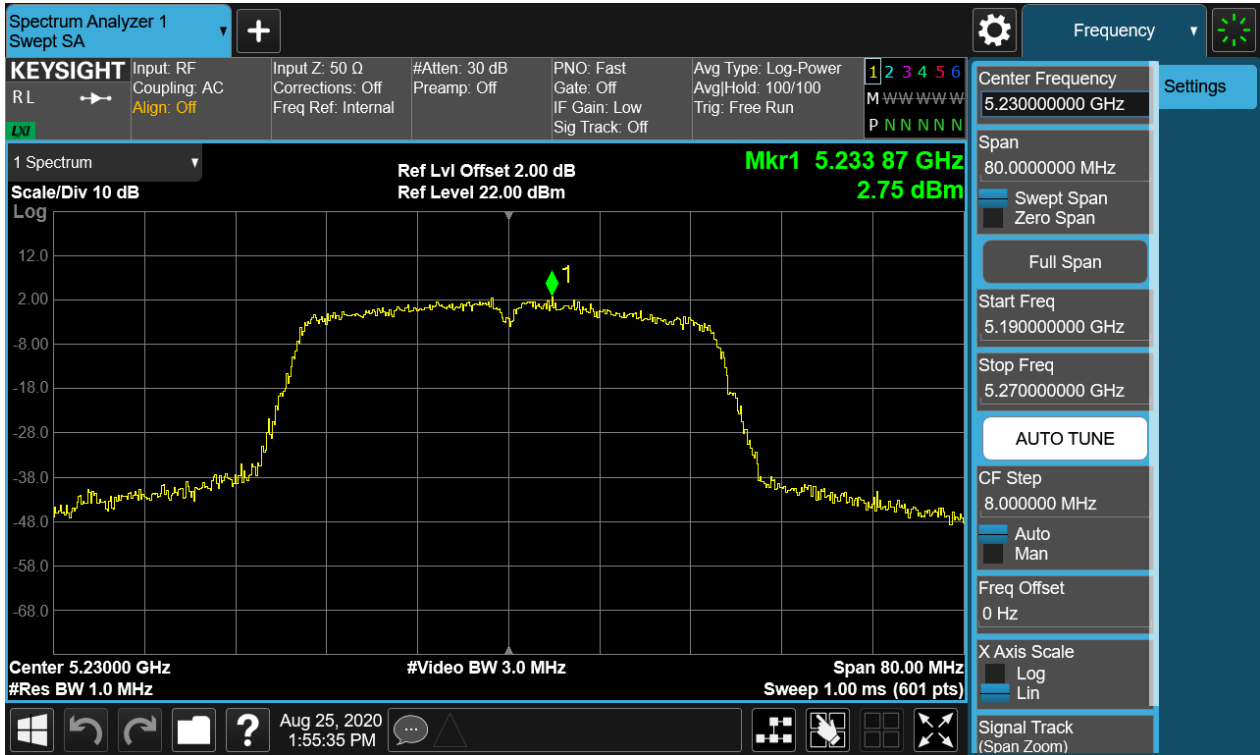 Spectrum Analyzer 1
Swept SA
+
Frequency
KEYSIGHT
R L
LXI
Input: RF
Coupling: AC
Align: Off
Input Z: 50 Ω
Corrections: Off
Freq Ref: Internal
#Atten: 30 dB
Preamp: Off
PNO: Fast
Gate: Off
IF Gain: Low
Sig Track: Off
Avg Type: Log-Power
Avg|Hold: 100/100
Trig: Free Run
1 2 3 4 5 6
M W W W W W
P N N N N N
1 Spectrum
Scale/Div 10 dB
Log
Ref Lvl Offset 2.00 dB
Ref Level 22.00 dBm
Mkr1 5.233 87 GHz
2.75 dBm
1
12.0
2.00
-8.00
-18.0
-28.0
-38.0
-48.0
-58.0
-68.0
Center 5.23000 GHz
#Res BW 1.0 MHz
#Video BW 3.0 MHz
Span 80.00 MHz
Sweep 1.00 ms (601 pts)
Center Frequency
5.230000000 GHz
Span
80.0000000 MHz
Swept Span
Zero Span
Full Span
Start Freq
5.190000000 GHz
Stop Freq
5.270000000 GHz
AUTO TUNE
CF Step
8.000000 MHz
Auto
Man
Freq Offset
0 Hz
X Axis Scale
Log
Lin
Signal Track
(Span Zoom)
Settings
?
Aug 25, 2020
1:55:35 PM